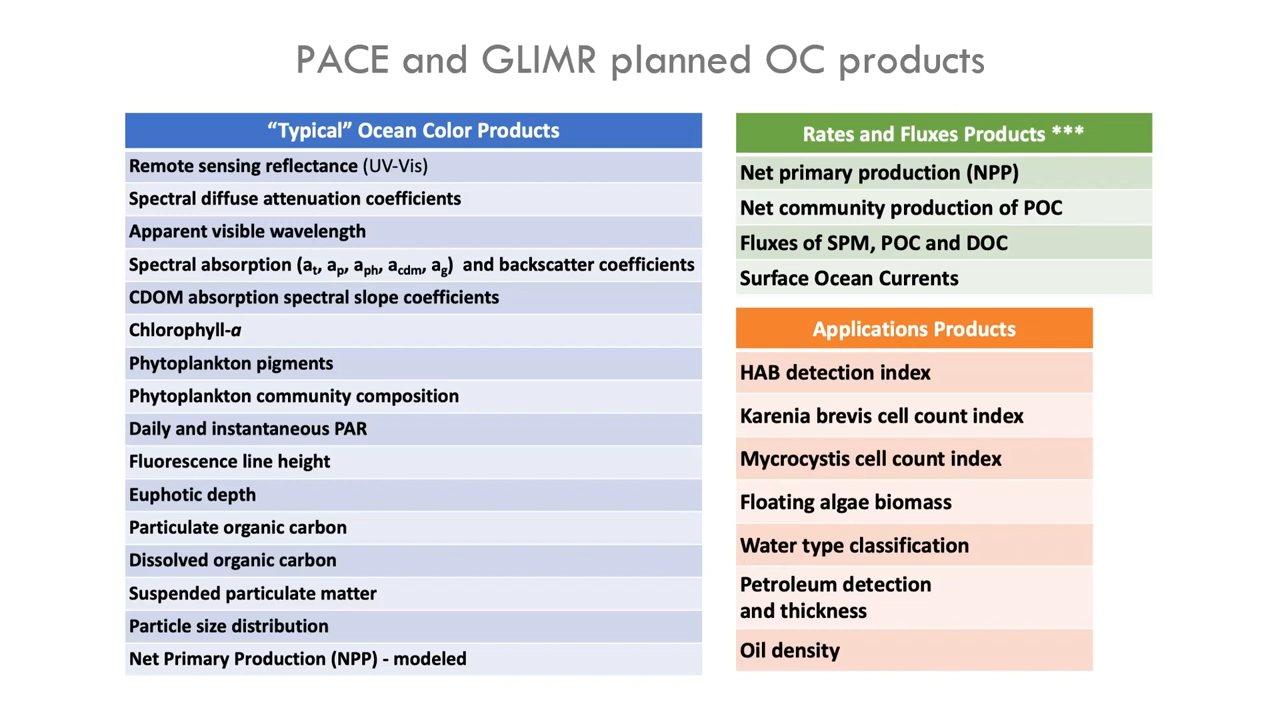 PACE and GLIMR planned OC products
“Typical” Ocean Color Products
Remote sensing reflectance (UV-Vis)
Spectral diffuse attenuation coefficients
Apparent visible wavelength
Spectral absorption (at, ap, aph, acdm, ag)  and backscatter coefficients
CDOM absorption spectral slope coefficients
Chlorophyll-a
Phytoplankton pigments
Phytoplankton community composition
Daily and instantaneous PAR
Fluorescence line height
Euphotic depth
Particulate organic carbon
Dissolved organic carbon
Suspended particulate matter
Particle size distribution
Net Primary Production (NPP) - modeled
Rates and Fluxes Products ***
Net primary production (NPP)
Net community production of POC
Fluxes of SPM, POC and DOC
Surface Ocean Currents
Applications Products
HAB detection index
Karenia brevis cell count index
Mycrocystis cell count index
Floating algae biomass
Water type classification
Petroleum detection
and thickness
Oil density